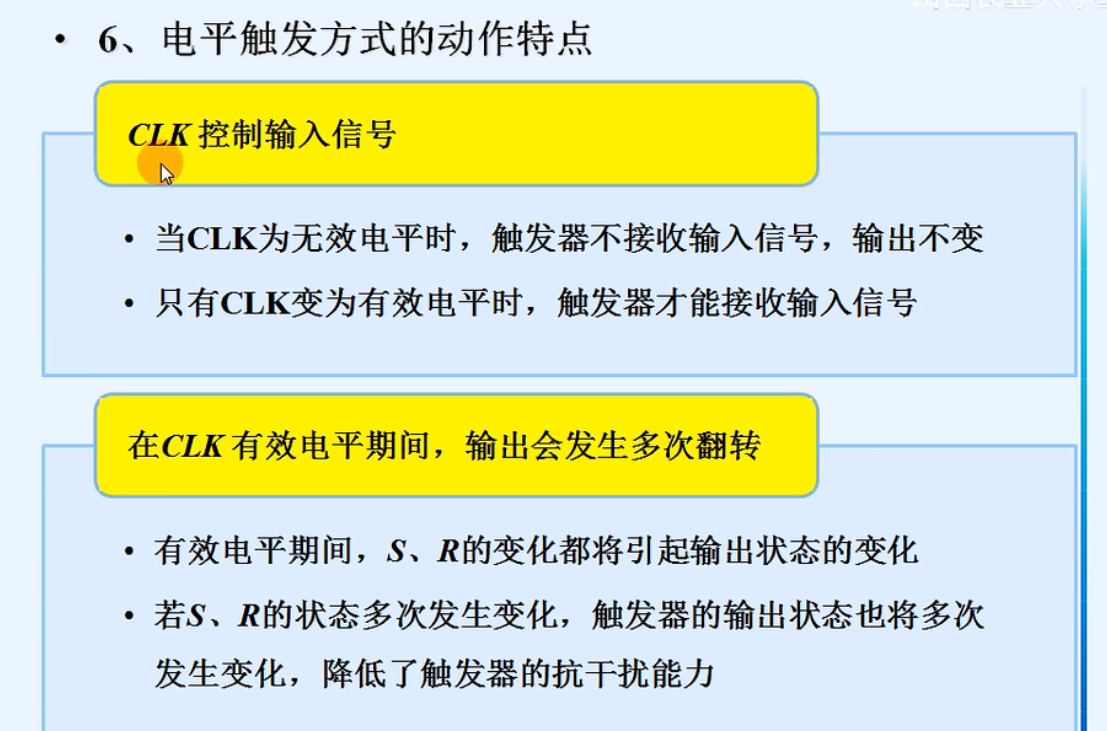 • 6、电平触发方式的动作特点
CLK 控制输入信号
• 当CLK为无效电平时，触发器不接收输入信号，输出不变
• 只有CLK变为有效电平时，触发器才能接收输入信号
在CLK 有效电平期间，输出会发生多次翻转
• 有效电平期间，S、R的变化都将引起输出状态的变化
• 若S、R的状态多次发生变化，触发器的输出状态也将多次
发生变化，降低了触发器的抗干扰能力